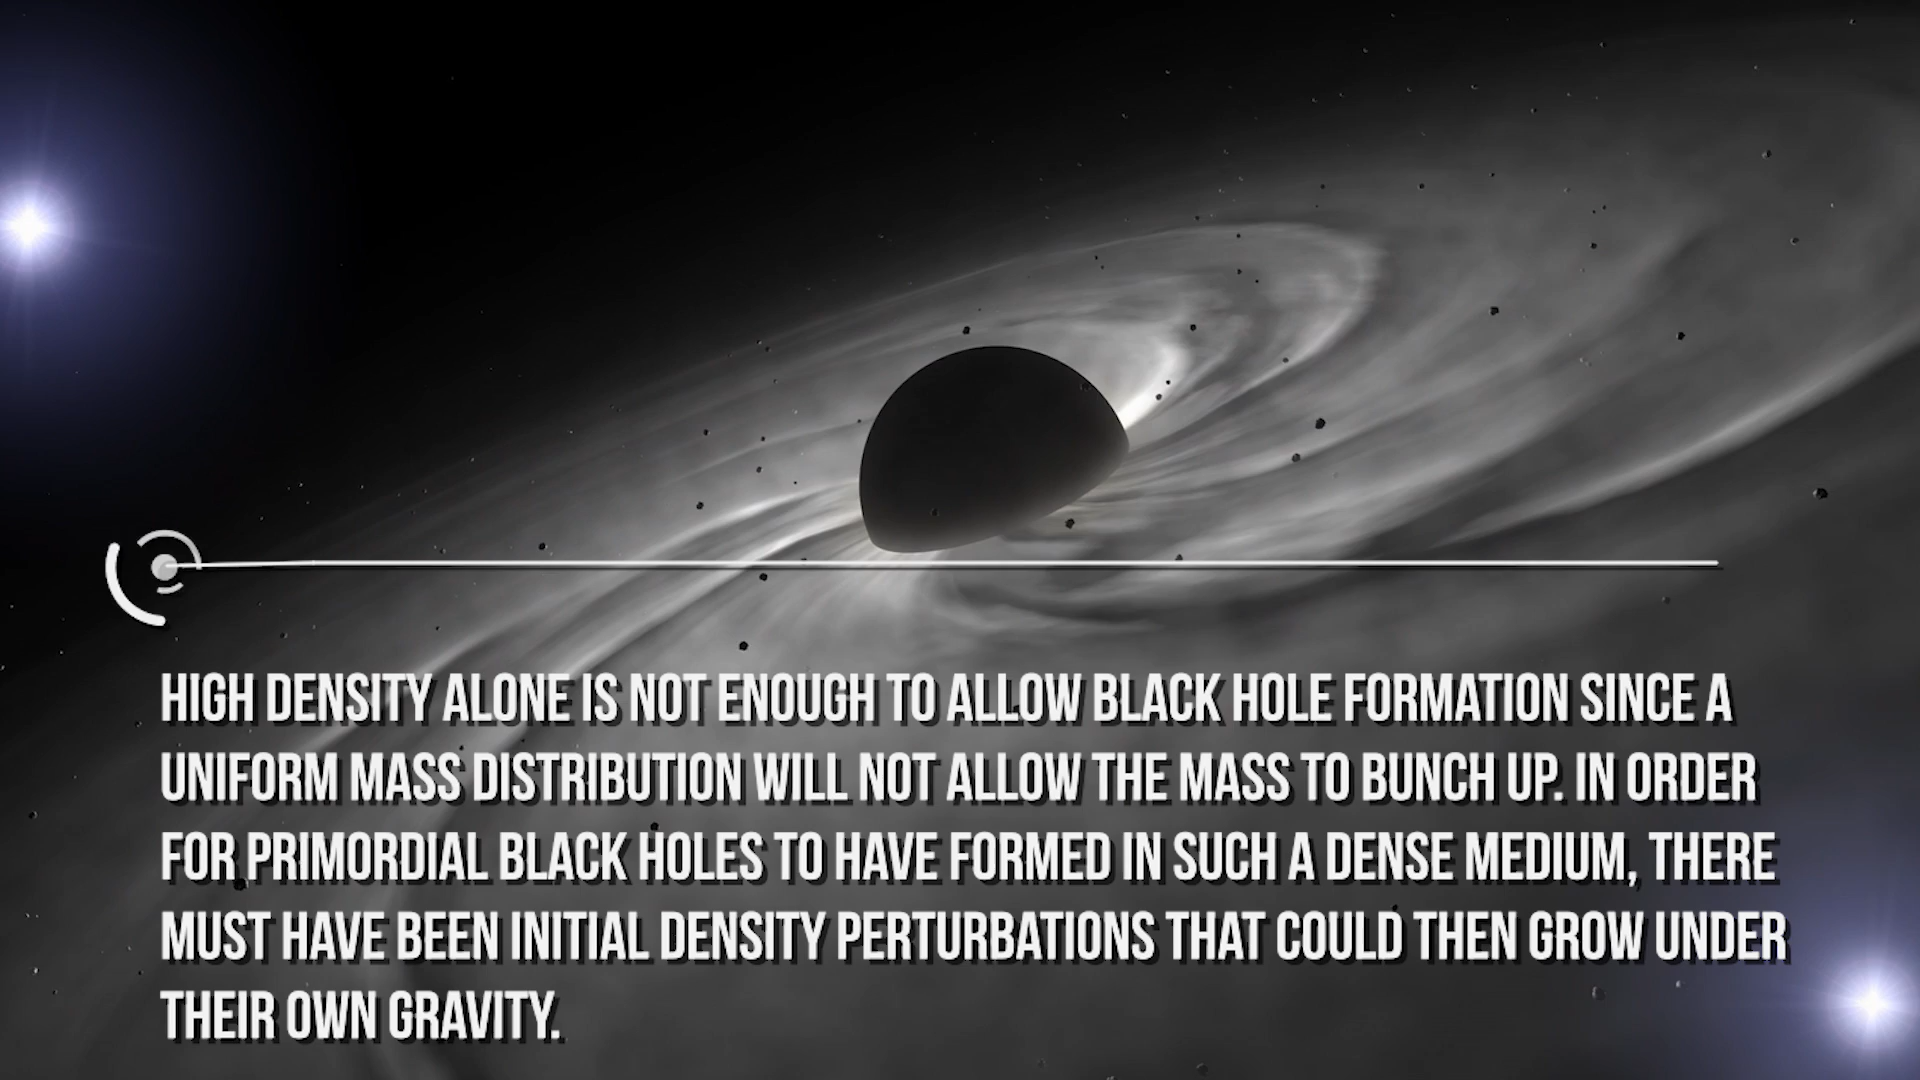 HIGH DENSITY ALONE IS NOT ENOUGH TO ALLOW BLACK HOLE FORMATION SINCE A
UNIFORM MASS DISTRIBUTION WILL NOT ALLOW THE MASS TO BUNCH UP. IN ORDER
FOR PRIMORDIAL BLACK HOLES TO HAVE FORMED IN SUCH A DENSE MEDIUM, THERE
MUST HAVE BEEN INITIAL DENSITY PERTURBATIONS THAT COULD THEN GROW UNDER
THEIR OWN GRAVITY.